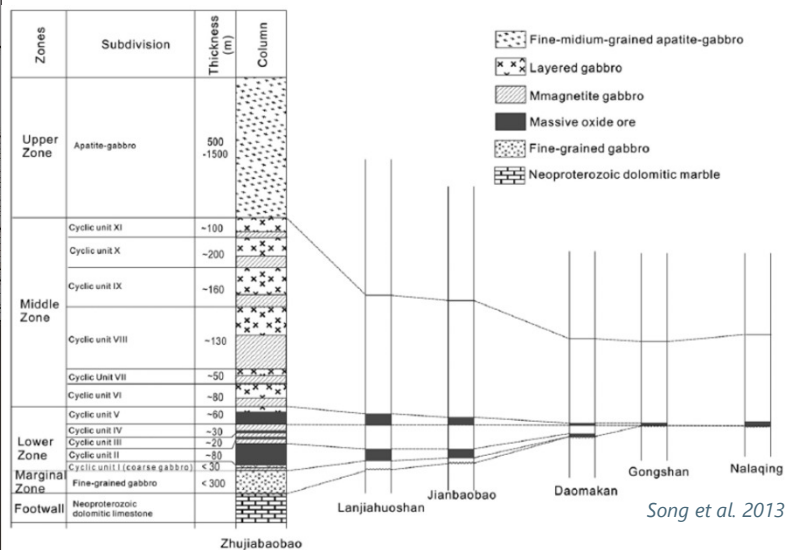 Zones
Subdivision
Thickness
(m)
Column
Upper
Zone
Apatite-gabbro
500
-1500
Middle
Zone
Cyclic unit XI
~100
Cyclic unit X
~200
Cyclic unit IX
~160
Cyclic unit VIII
~130
Cyclic Unit VII
~50
Cyclic unit VI
~80
Lower
Zone
Cyclic unit V
~60
Cyclic unit IV
~30
Cyclic unit III
~20
Cyclic unit II
~80
Cyclic unit I (coarse gabbro)
<30
Marginal
Zone
Fine-grained gabbro
<300
Footwall
Neoproterozoic
dolomitic limestone
Zhujiabaobao
Lanjiahuoshan
Jianbaobao
Daomakan
Gongshan
Nalaqing
Fine-midium-grained apatite-gabbro
Layered gabbro
Mmagnetite gabbro
Massive oxide ore
Fine-grained gabbro
Neoproterozoic dolomitic marble
Song et al. 2013